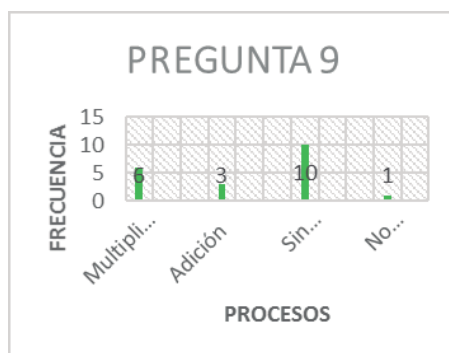 PREGUNTA 9
FRECUENCIA
15
10
5
0
6
3
10
1
Multipli...
Adición
Sin...
No...
PROCESOS